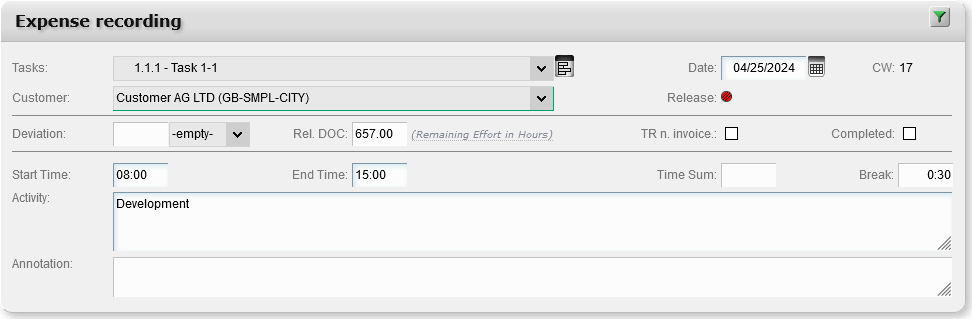 Expense recording
Tasks: 1.1.1 - Task 1-1 Date: 04/25/2024 CW: 17
Customer: Customer AG LTD (GB-SMPL-CITY) Release:
Deviation: -empty- Rel. DOC: 657.00 (Remaining Effort in Hours) TR n. invoice.: Completed:
Start Time: 08:00 End Time: 15:00 Time Sum: Break: 0:30
Activity: Development
Annotation: